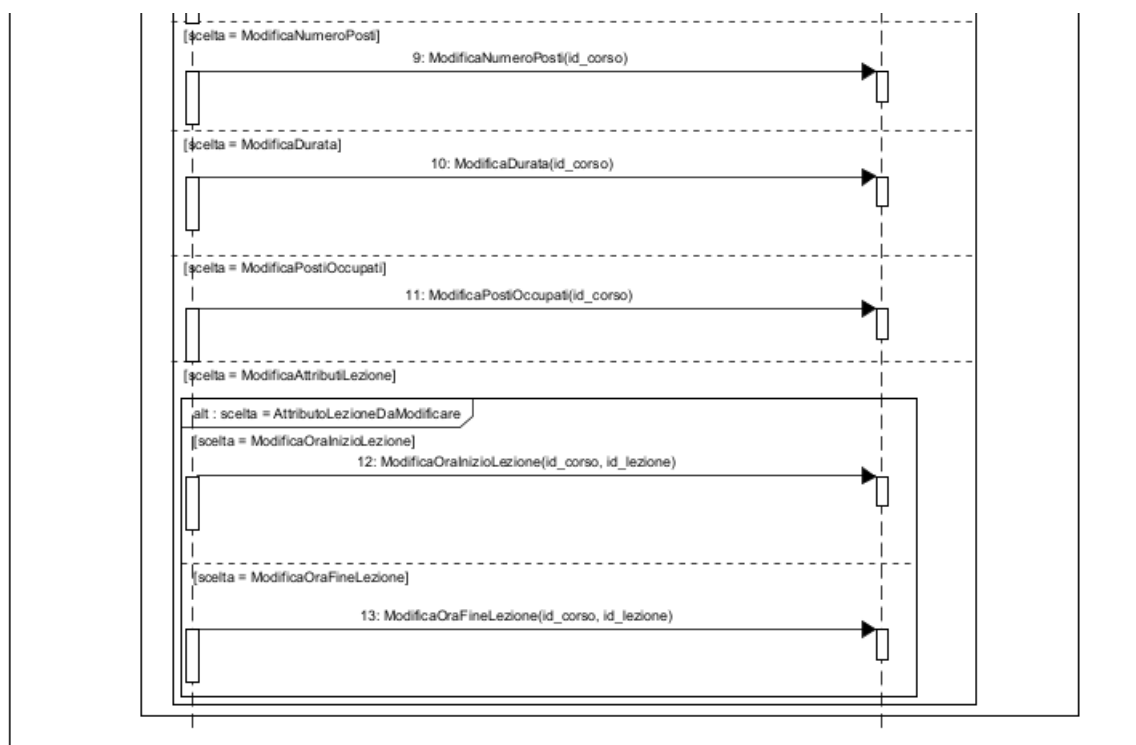 [scelta = ModificaNumeroPosti]
9: ModificaNumeroPosti(id_corso)
[scelta = ModificaDurata]
10: ModificaDurata(id_corso)
[scelta = ModificaPostiOccupati]
11: ModificaPostiOccupati(id_corso)
[scelta = ModificaAttributiLezione]
alt : scelta = AttributoLezioneDaModificare
[scelta = ModificaOraInizioLezione]
12: ModificaOraInizioLezione(id_corso, id_lezione)
[scelta = ModificaOraFineLezione]
13: ModificaOraFineLezione(id_corso, id_lezione)